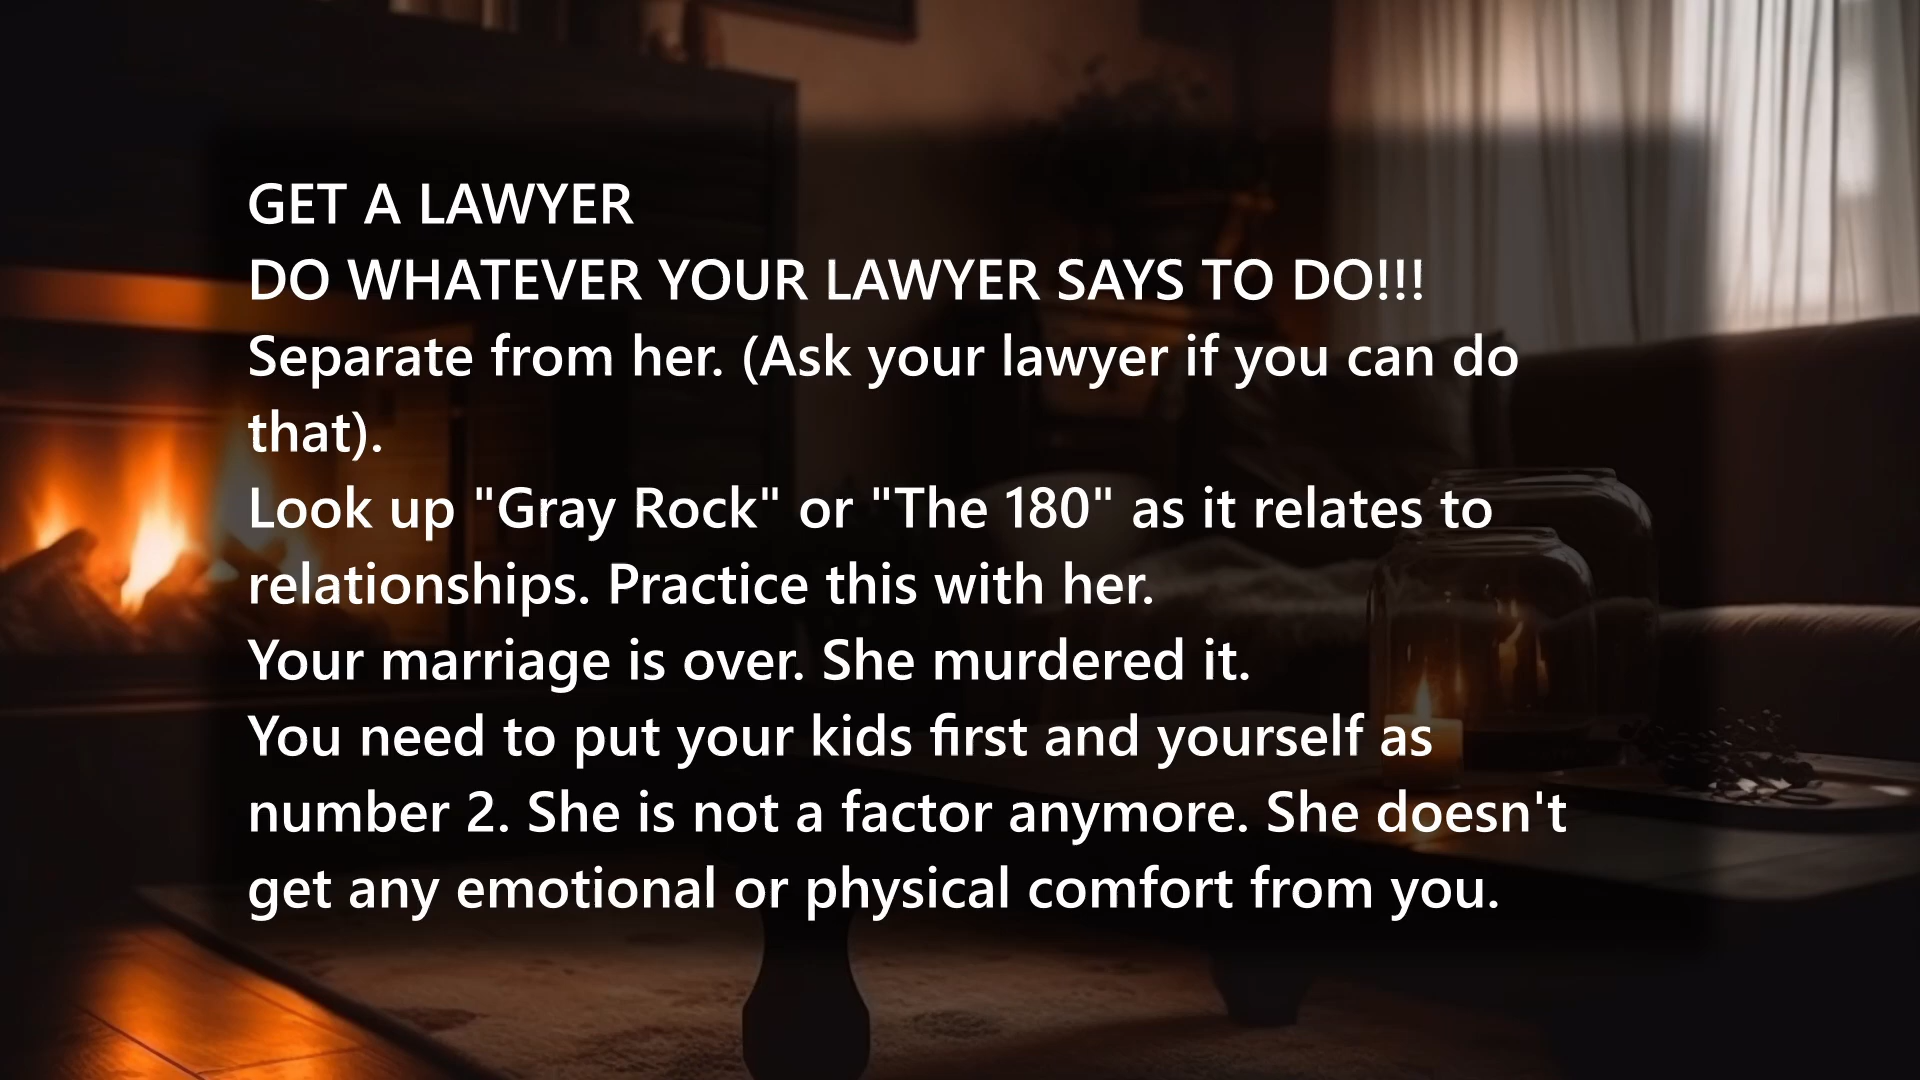 GET A LAWYER
DO WHATEVER YOUR LAWYER SAYS TO DO!!!
Separate from her. (Ask your lawyer if you can do
that).
Look up "Gray Rock" or "The 180" as it relates to
relationships. Practice this with her.
Your marriage is over. She murdered it.
You need to put your kids first and yourself as
number 2. She is not a factor anymore. She doesn't
get any emotional or physical comfort from you.